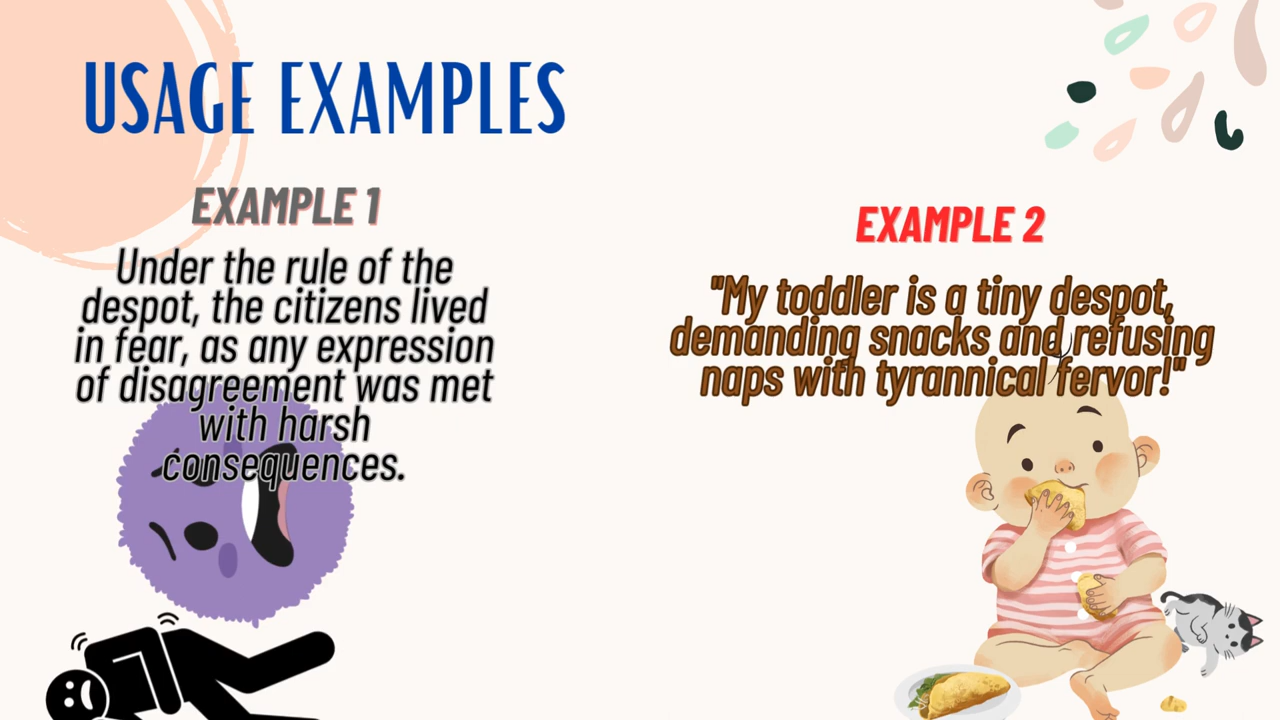 USAGE EXAMPLES
EXAMPLE 1
Under the rule of the
despot, the citizens lived
in fear, as any expression
of disagreement was met
with harsh
consequences.
EXAMPLE 2
"My toddler is a tiny despot,
demanding snacks and refusing
naps with tyrannical fervor!"